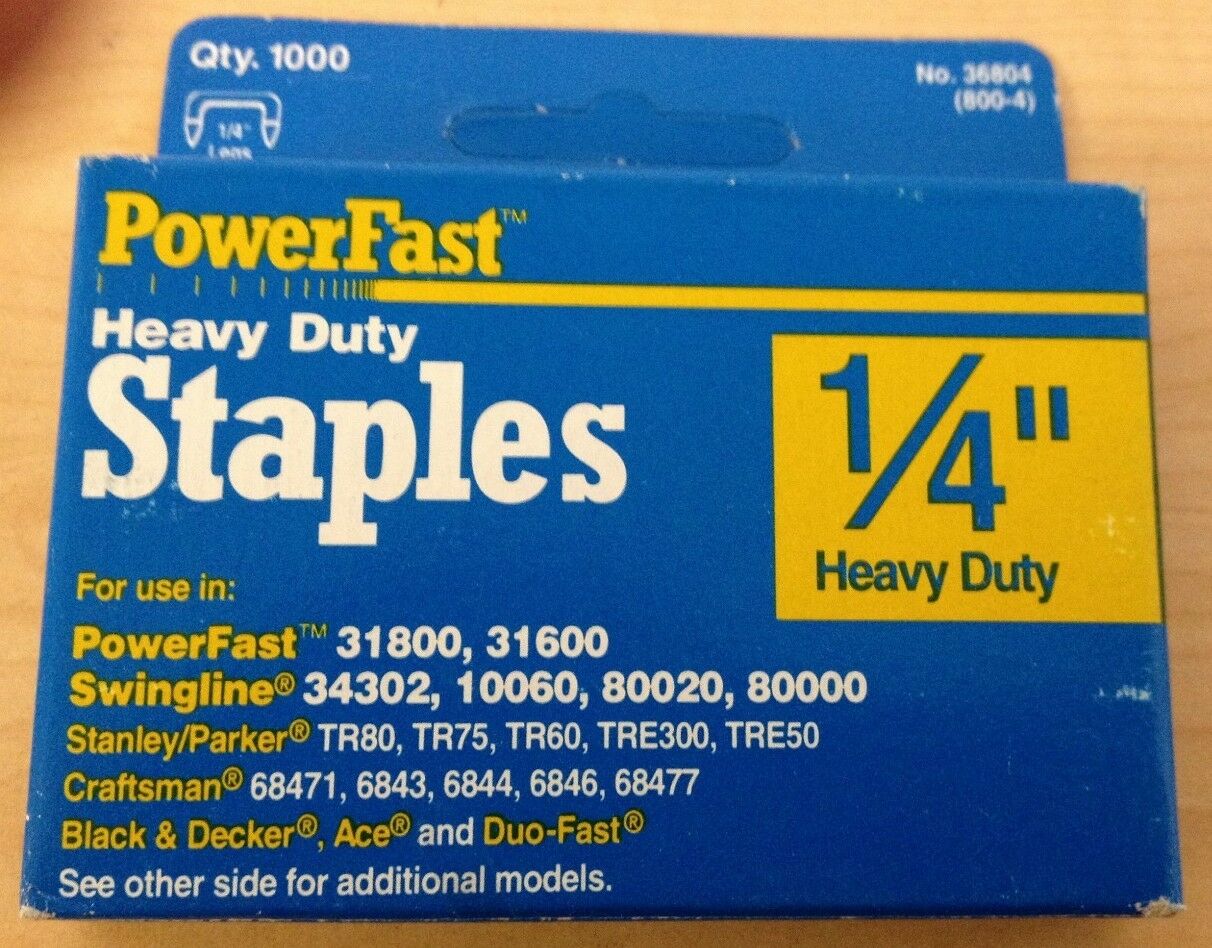 Qty. 1000
No. 36804
(800-4)
1/4"
Legs
PowerFast™
Heavy Duty
Staples
1/4"
Heavy Duty
For use in:
PowerFast™ 31800, 31600
Swingline® 34302, 10060, 80020, 80000
Stanley/Parker® TR80, TR75, TR60, TRE300, TRE50
Craftsman® 68471, 6843, 6844, 6846, 68477
Black & Decker®, Ace® and Duo-Fast®
See other side for additional models.